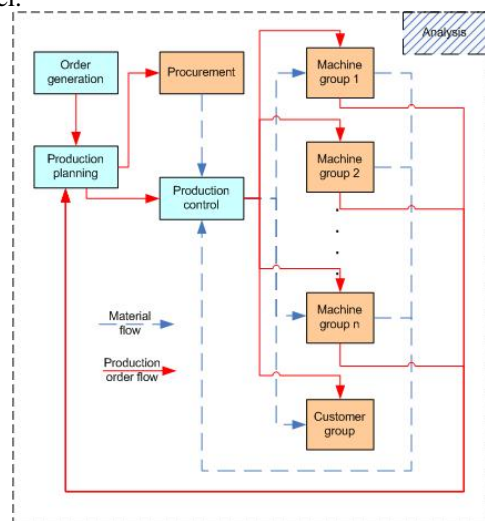 el.
Analysis
Order
generation
Procurement
Machine
group 1
Production
planning
Machine
group 2
Production
control
Material
flow
Machine
group n
Production
order flow
Customer
group